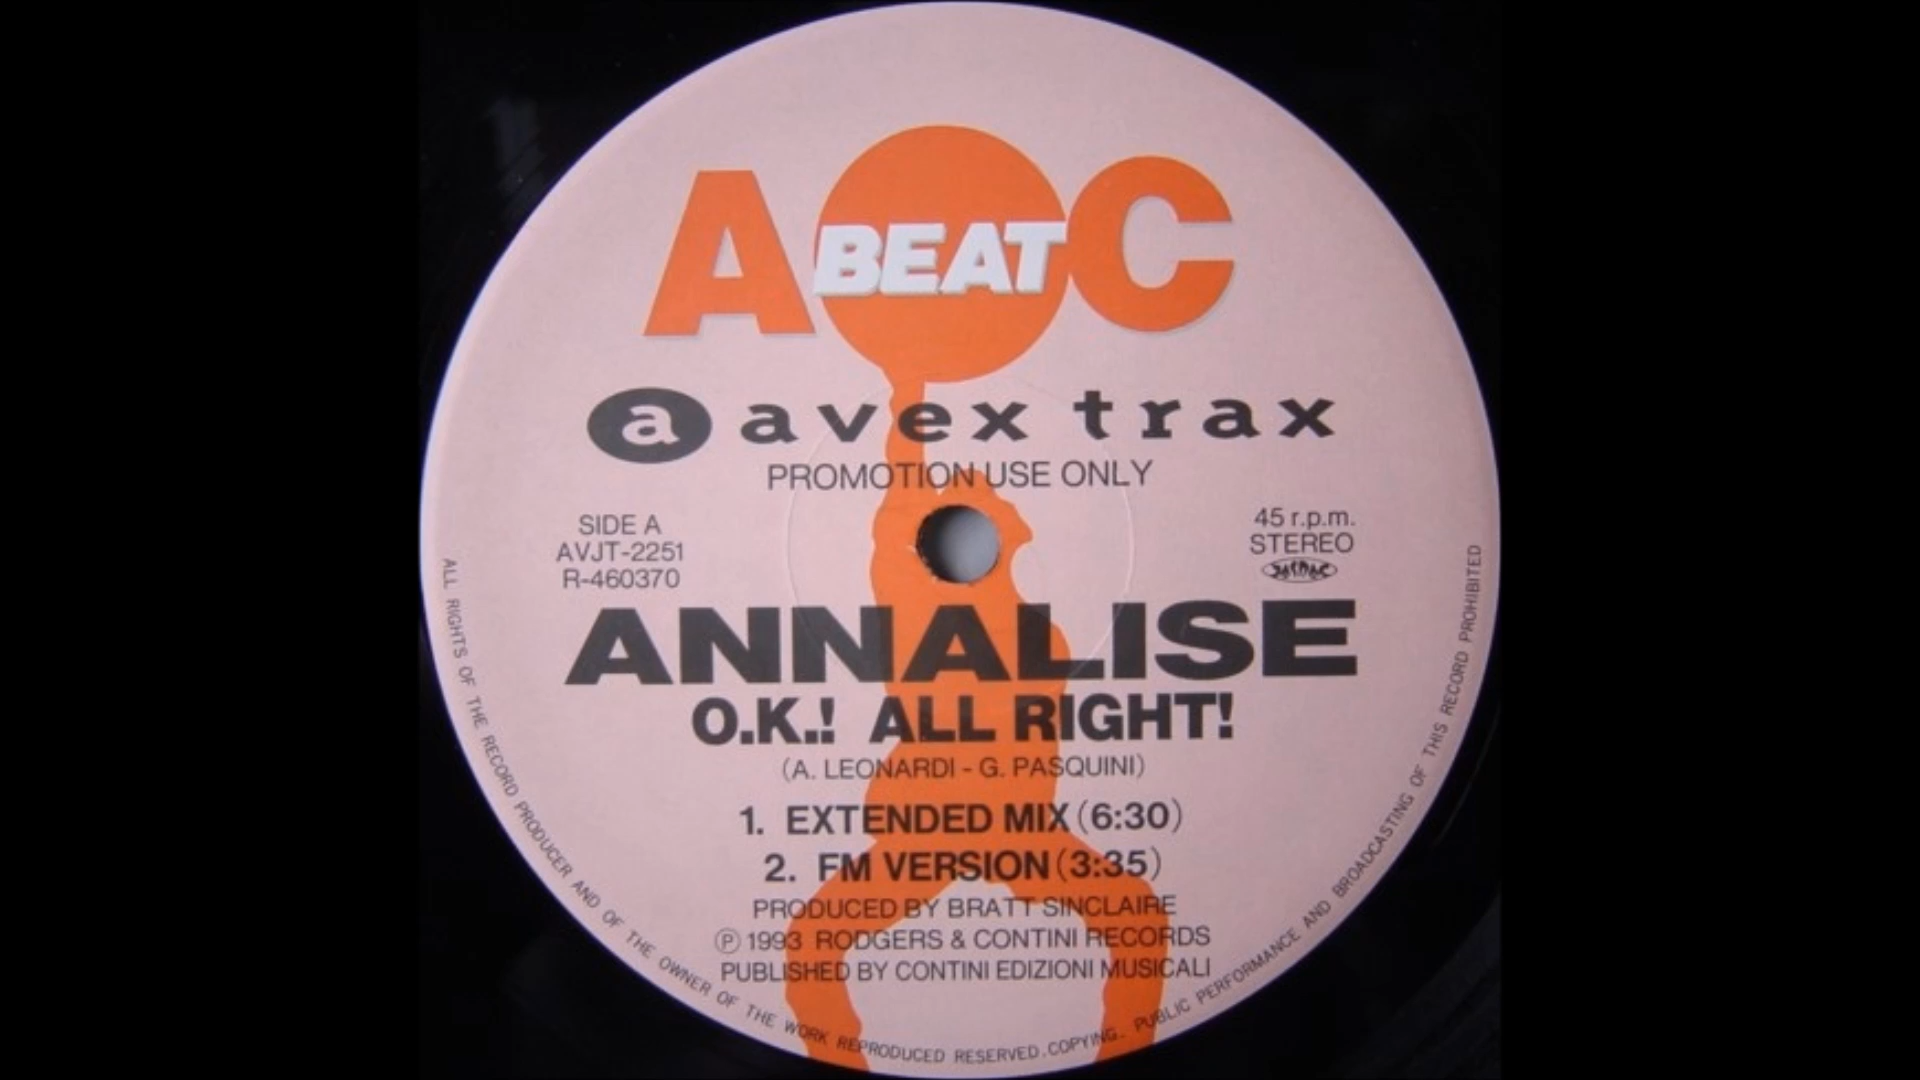 A BEAT C
a avex trax
PROMOTION USE ONLY
SIDE A
AVJT-2251
R-460370
45 r.p.m.
STEREO
JASRAC
ANNALISE
O.K.! ALL RIGHT!
(A. LEONARDI - G. PASQUINI)
1. EXTENDED MIX (6:30)
2. FM VERSION (3:35)
PRODUCED BY BRATT SINCLAIRE
Ⓟ 1993 RODGERS & CONTINI RECORDS
PUBLISHED BY CONTINI EDIZIONI MUSICALI
ALL RIGHTS OF THE RECORD PRODUCER AND OF THE OWNER OF THE WORK REPRODUCED RESERVED. COPYING. PUBLIC PERFORMANCE AND BROADCASTING OF THIS RECORD PROHIBITED